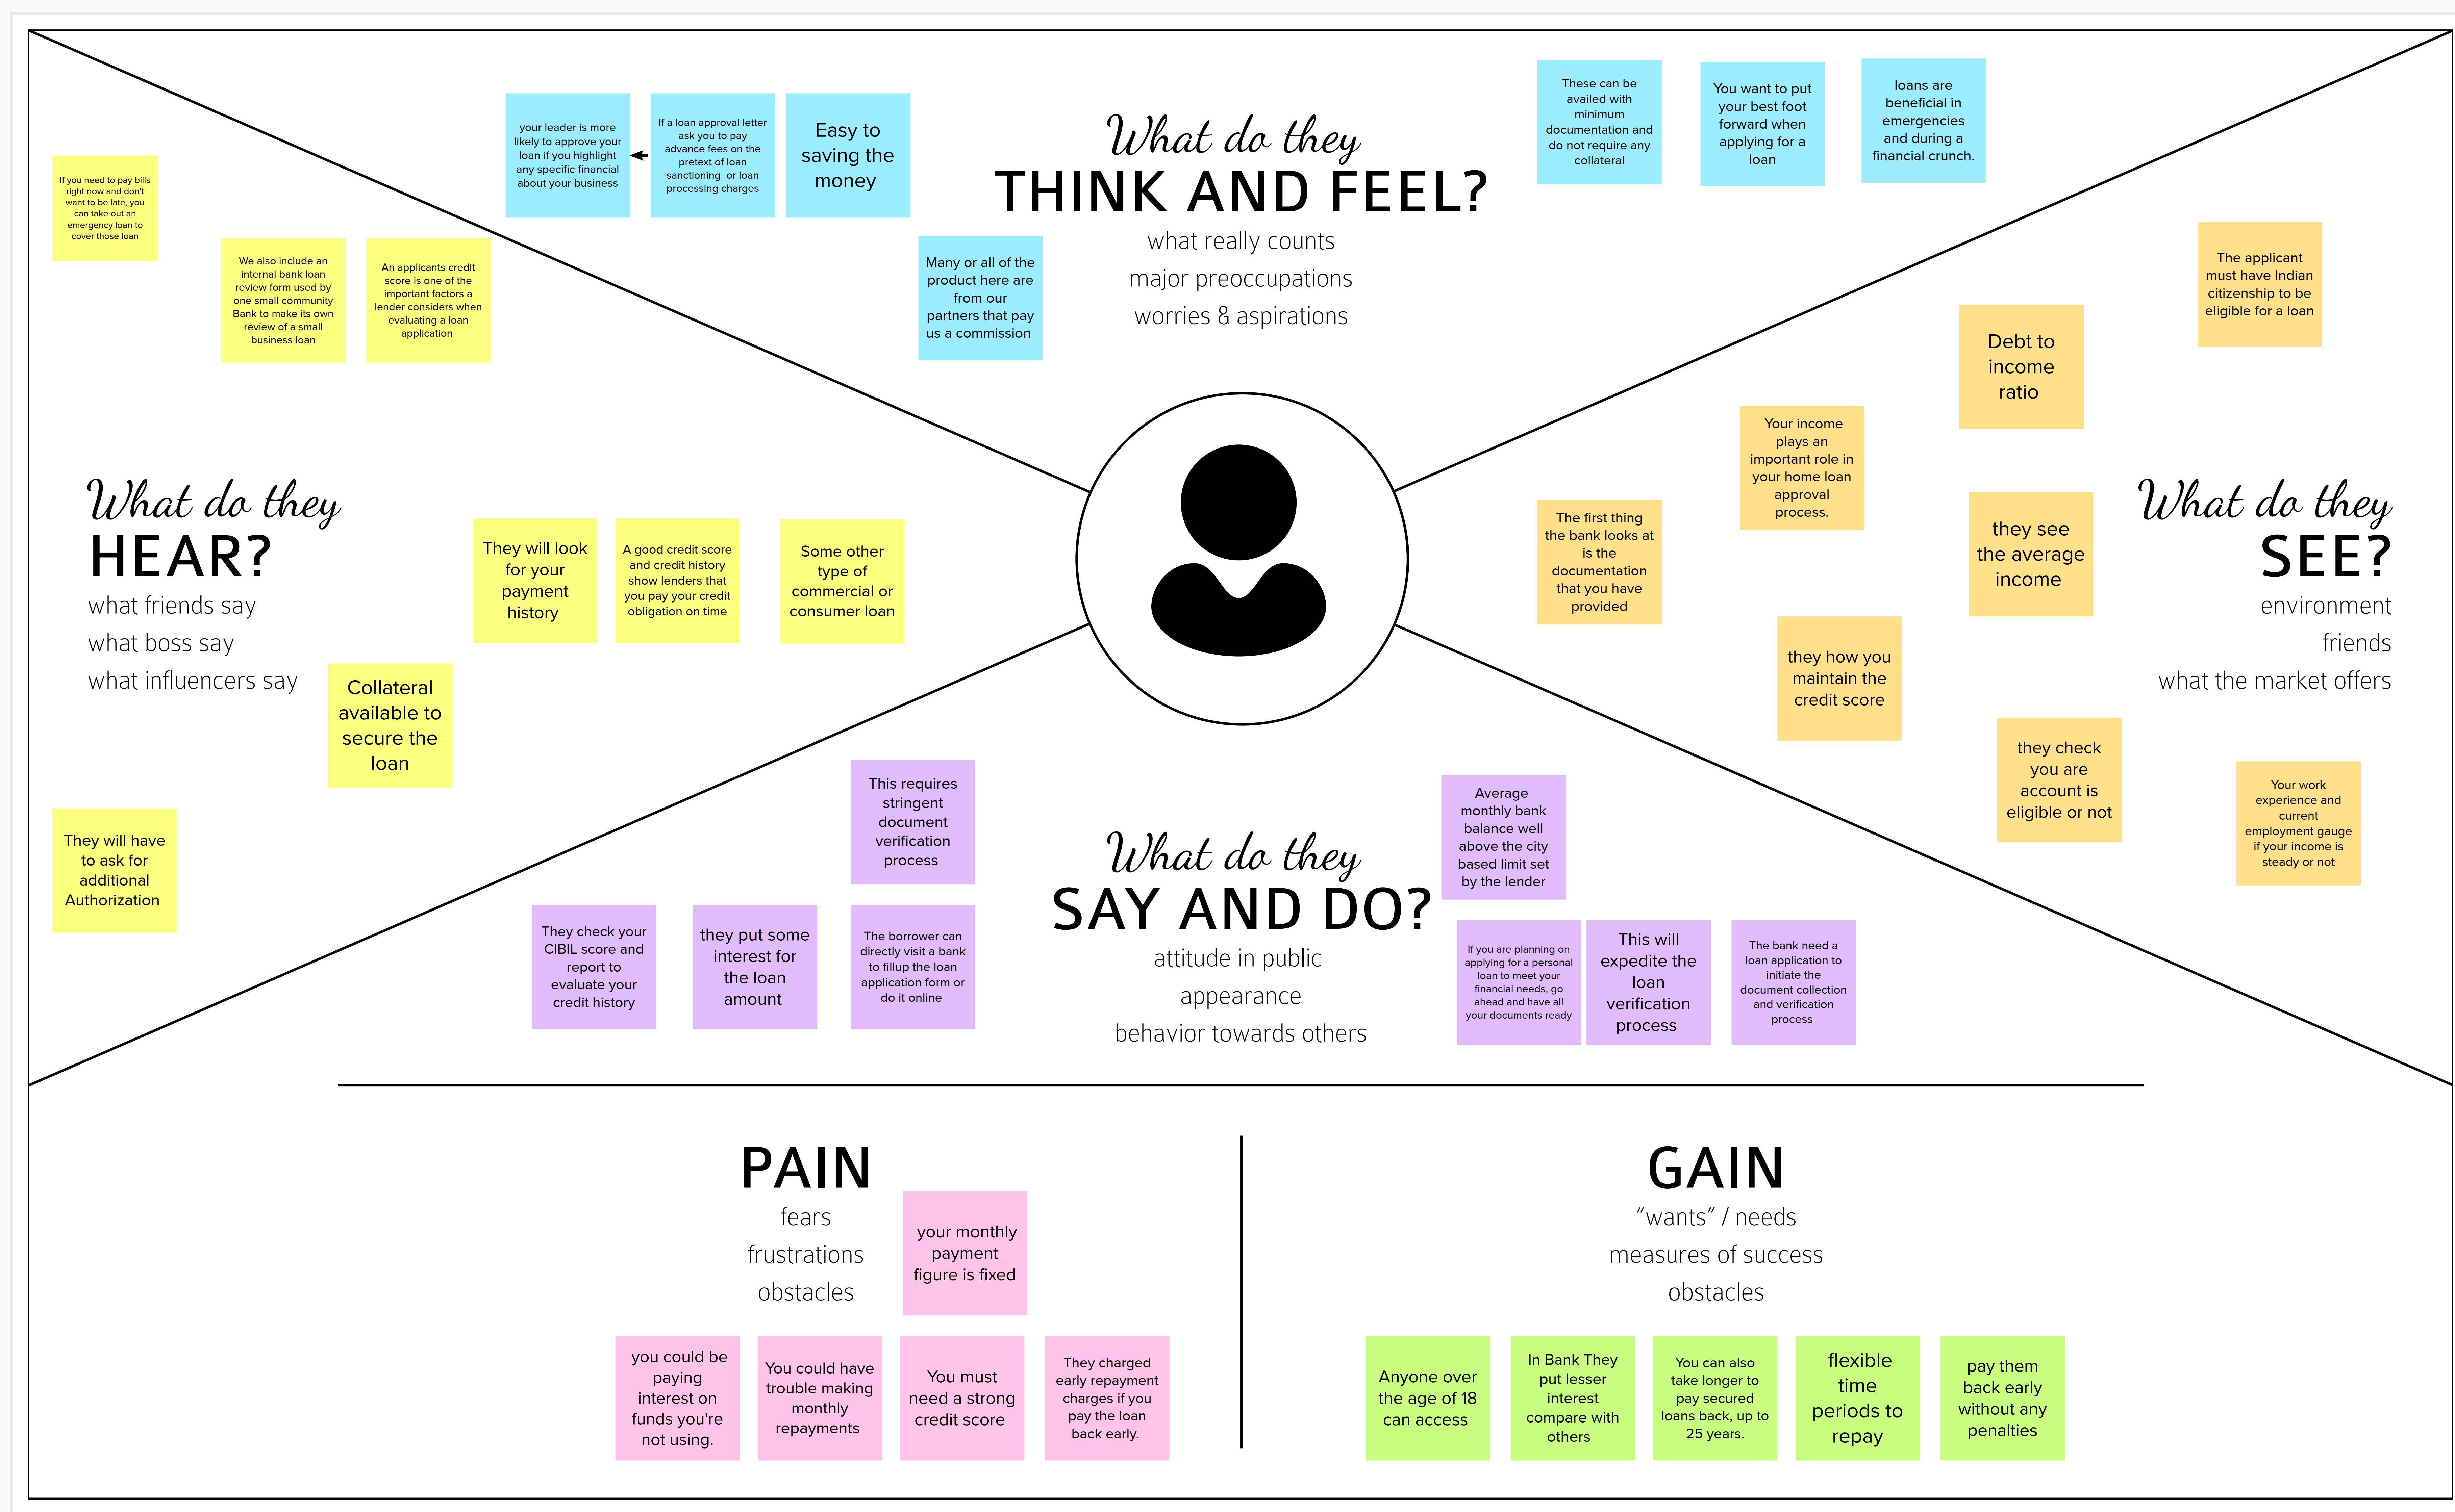 What do they
THINK AND FEEL?
what really counts
major preoccupations
worries & aspirations
your leader is more
likely to approve your
loan if you highlight
any specific financial
about your business
If a loan approval letter
ask you to pay
advance fees on the
pretext of loan
sanctioning or loan
processing charges
Easy to
saving the
money
Many or all of the
product here are
from our
partners that pay
us a commission
These can be
availed with
minimum
documentation and
do not require any
collateral
You want to put
your best foot
forward when
applying for a
loan
loans are
beneficial in
emergencies
and during a
financial crunch.
If you need to pay bills
right now and don't
want to be late, you
can take out an
emergency loan to
cover those loan
We also include an
internal bank loan
review form used by
one small community
Bank to make its own
review of a small
business loan
An applicants credit
score is one of the
important factors a
lender considers when
evaluating a loan
application
What do they
HEAR?
what friends say
what boss say
what influencers say
They will look
for your
payment
history
A good credit score
and credit history
show lenders that
you pay your credit
obligation on time
Some other
type of
commercial or
consumer loan
Collateral
available to
secure the
loan
They will have
to ask for
additional
Authorization
The applicant
must have Indian
citizenship to be
eligible for a loan
Debt to
income
ratio
Your income
plays an
important role in
your home loan
approval
process.
The first thing
the bank looks at
is the
documentation
that you have
provided
they see
the average
income
What do they
SEE?
environment
friends
what the market offers
they how you
maintain the
credit score
they check
you are
account is
eligible or not
Your work
experience and
current
employment gauge
if your income is
steady or not
What do they
SAY AND DO?
attitude in public
appearance
behavior towards others
This requires
stringent
document
verification
process
They check your
CIBIL score and
report to
evaluate your
credit history
they put some
interest for
the loan
amount
The borrower can
directly visit a bank
to fillup the loan
application form or
do it online
Average
monthly bank
balance well
above the city
based limit set
by the lender
If you are planning on
applying for a personal
loan to meet your
financial needs, go
ahead and have all
your documents ready
This will
expedite the
loan
verification
process
The bank need a
loan application to
initiate the
document collection
and verification
process
PAIN
fears
frustrations
obstacles
your monthly
payment
figure is fixed
you could be
paying
interest on
funds you're
not using.
You could have
trouble making
monthly
repayments
You must
need a strong
credit score
They charged
early repayment
charges if you
pay the loan
back early.
GAIN
“wants” / needs
measures of success
obstacles
Anyone over
the age of 18
can access
In Bank They
put lesser
interest
compare with
others
You can also
take longer to
pay secured
loans back, up to
25 years.
flexible
time
periods to
repay
pay them
back early
without any
penalties